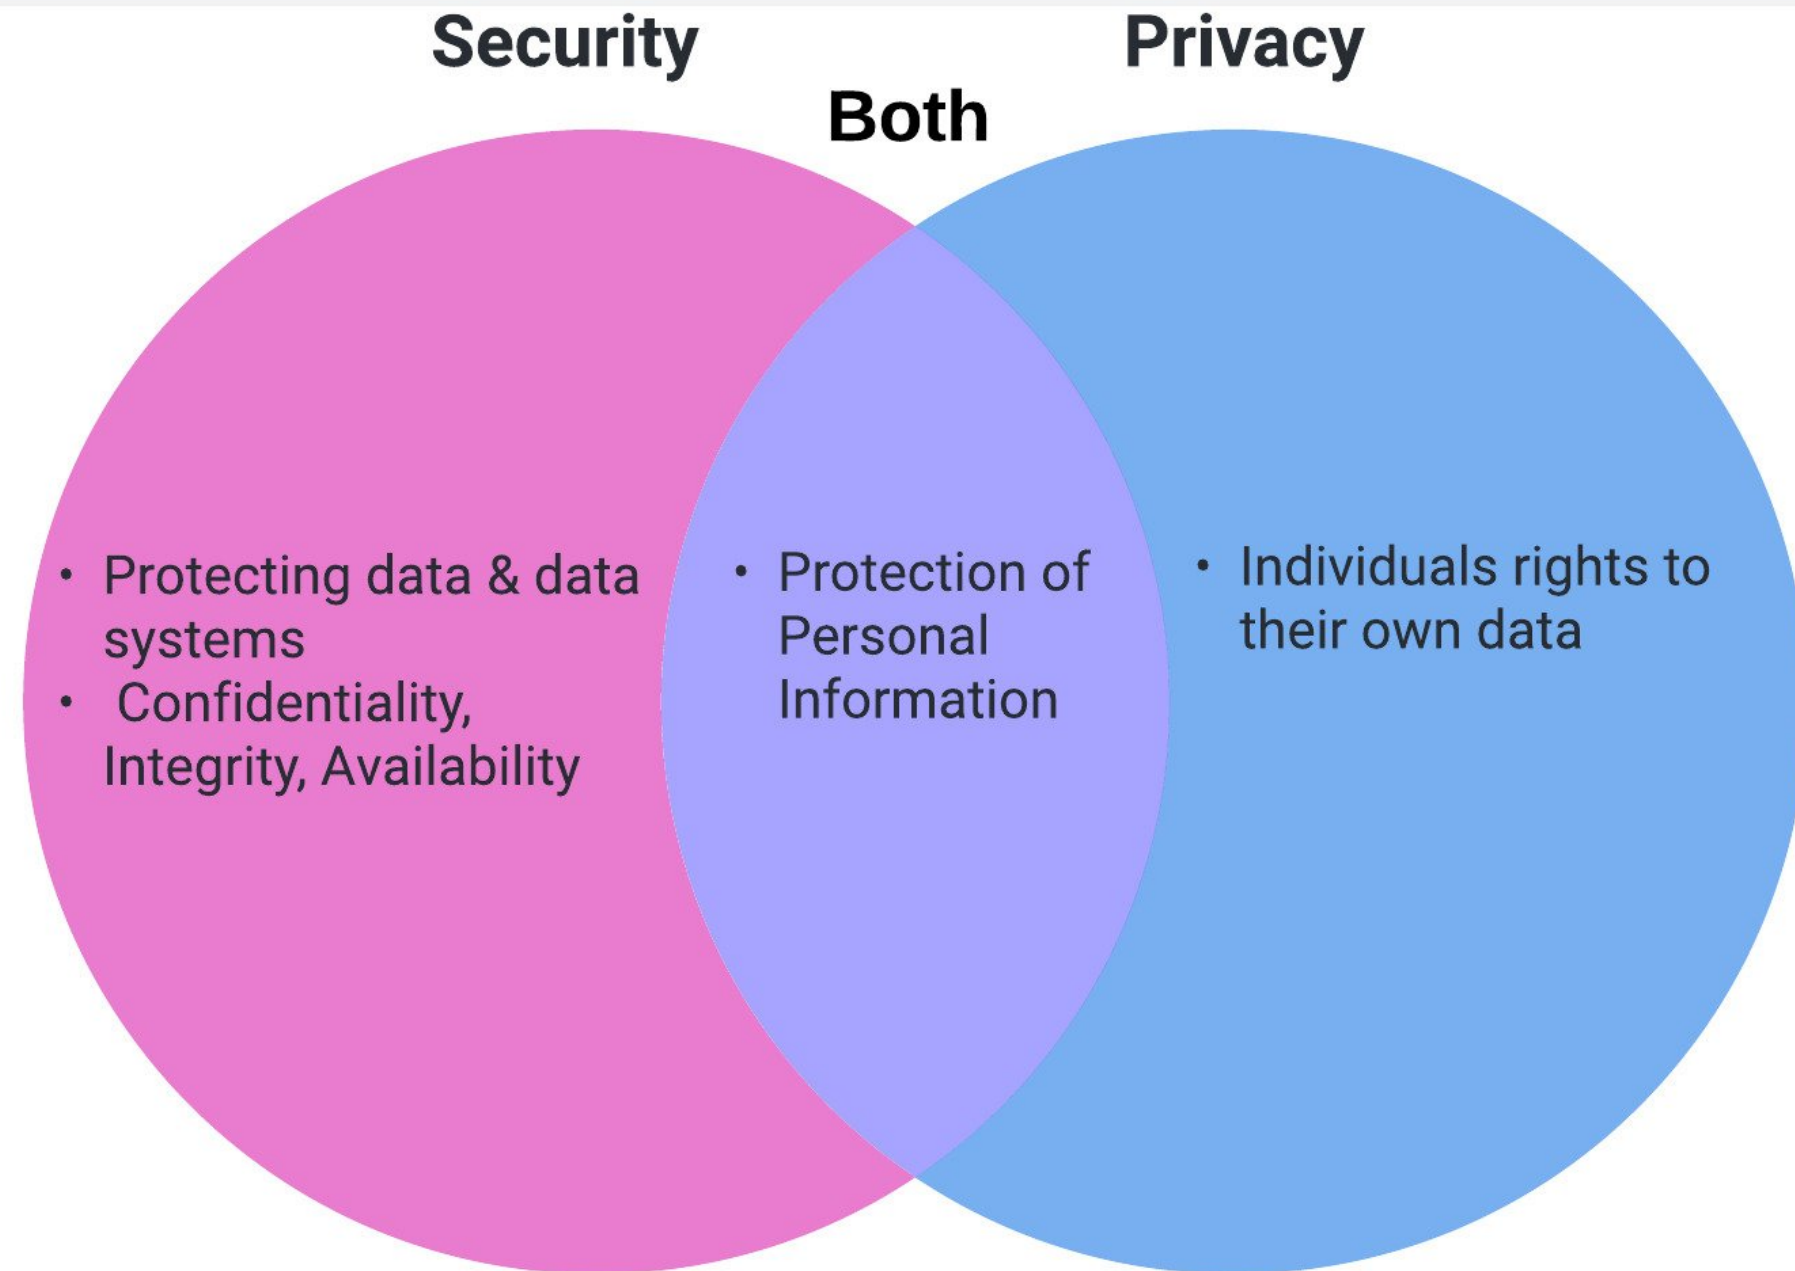 Security
Privacy
Both
• Protecting data & data
systems
• Confidentiality,
Integrity, Availability
• Protection of
Personal
Information
• Individuals rights to
their own data